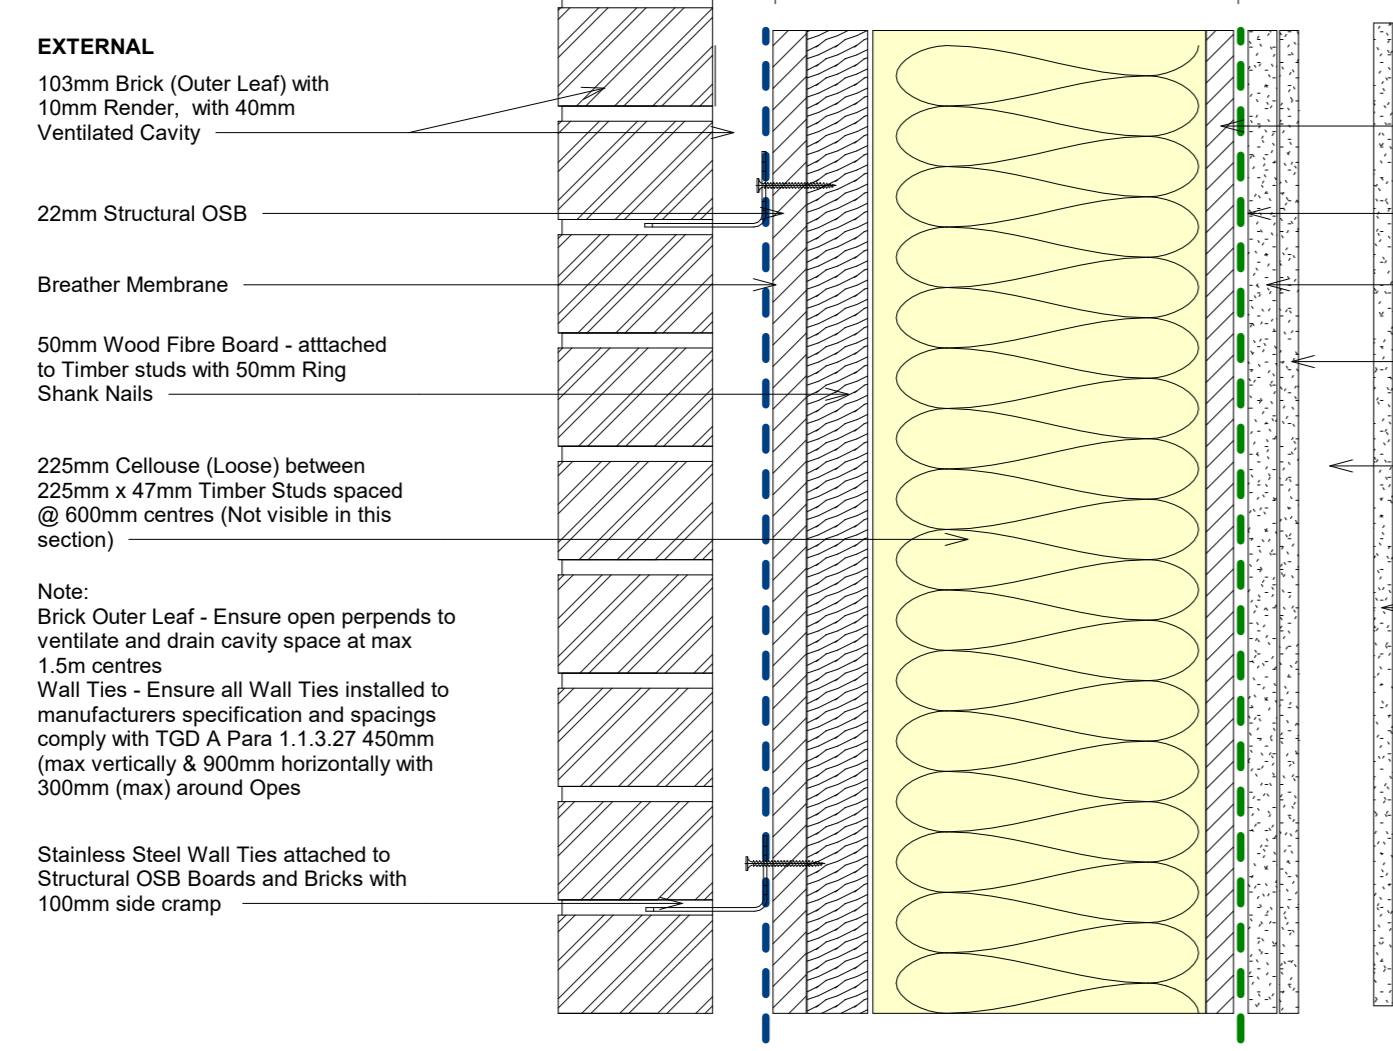 EXTERNAL
103mm Brick (Outer Leaf) with
10mm Render,  with 40mm
Ventilated Cavity
22mm Structural OSB
Breather Membrane
50mm Wood Fibre Board - atttached
to Timber studs with 50mm Ring
Shank Nails
225mm Cellouse (Loose) between
225mm x 47mm Timber Studs spaced
@ 600mm centres (Not visible in this
section)
Note:
Brick Outer Leaf - Ensure open perpends to
ventilate and drain cavity space at max
1.5m centres
Wall Ties - Ensure all Wall Ties installed to
manufacturers specification and spacings
comply with TGD A Para 1.1.3.27 450mm
(max vertically & 900mm horizontally with
300mm (max) around Opes
Stainless Steel Wall Ties attached to
Structural OSB Boards and Bricks with
100mm side cramp